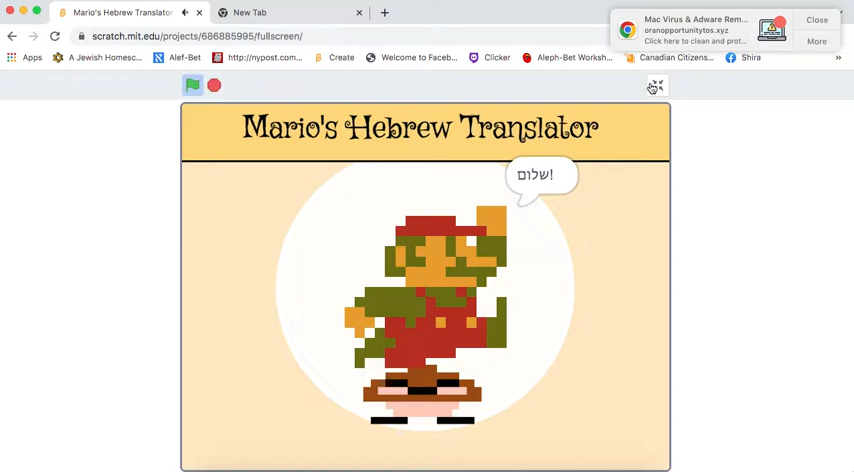 Mario's Hebrew Translator
New Tab
Mac Virus & Adware Rem...
oranopportunitytos.xyz
Click here to clean and prot...
Close
More
scratch.mit.edu/projects/686885995/fullscreen/
Apps
A Jewish Homesc...
Alef-Bet
http://nypost.com...
Create
Welcome to Faceb...
Clicker
Aleph-Bet Worksh...
Canadian Citizens...
Shira
Mario's Hebrew Translator
שלום!